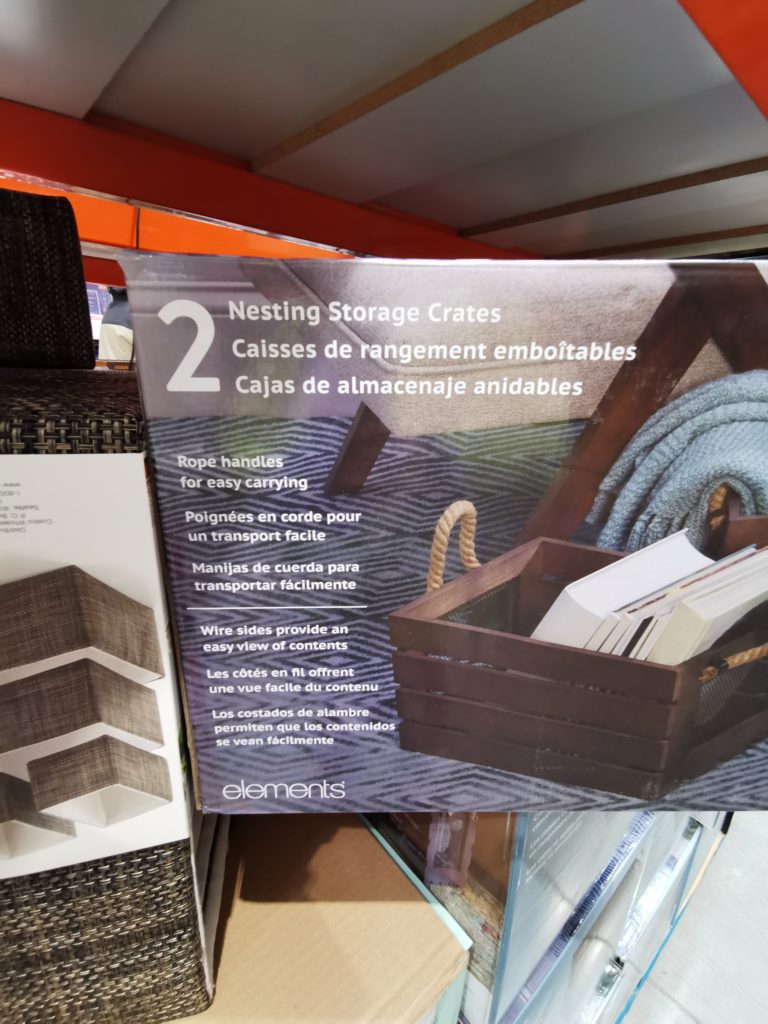 2
Nesting Storage Crates
Caisses de rangement emboîtables
Cajas de almacenaje anidables
Rope handles
for easy carrying
Poignées en corde pour
un transport facile
Manijas de cuerda para
transportar fácilmente
Wire sides provide an
easy view of contents
Les côtés en fil offrent
une vue facile du contenu
Los costados de alambre
permiten que los contenidos
se vean fácilmente
elements